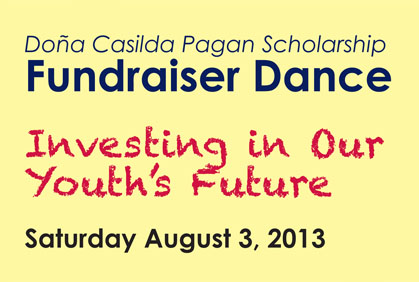 Doña Casilda Pagan Scholarship
Fundraiser Dance
Investing in Our
Youth's Future
Saturday August 3, 2013